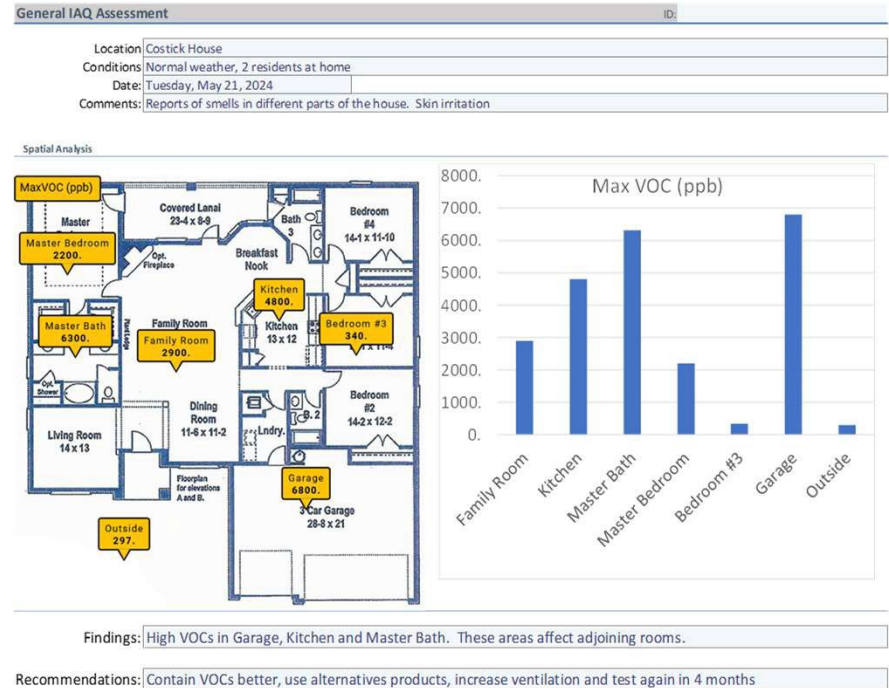 General IAQ Assessment ID:
Location Costick House
Conditions Normal weather, 2 residents at home
Date: Tuesday, May 21, 2024
Comments: Reports of smells in different parts of the house. Skin irritation
Spatial Analysis
MaxVOC (ppb)
Master
Master Bedroom
2200.
Covered Lanai
23-4 x 8-9
Bath
3
Bedroom
#4
14-1 x 11-10
Opt.
Fireplace
Breakfast
Nook
Kitchen
4800.
Master Bath
6300.
Plant Ledge
Family Room
Family Room
2900.
Kitchen
13 x 12
Bedroom #3
340.
Opt.
Shower
Dining
Room
11-6 x 11-2
Lndry.
B. 2
Bedroom
#2
14-2 x 12-2
Living Room
14 x 13
Floorplan
for elevations
A and B.
Garage
6800.
3 Car Garage
28-8 x 21
Outside
297.
Max VOC (ppb)
8000.
7000.
6000.
5000.
4000.
3000.
2000.
1000.
0.
Family Room
Kitchen
Master Bath
Master Bedroom
Bedroom #3
Garage
Outside
Findings: High VOCs in Garage, Kitchen and Master Bath. These areas affect adjoining rooms.
Recommendations: Contain VOCs better, use alternatives products, increase ventilation and test again in 4 months